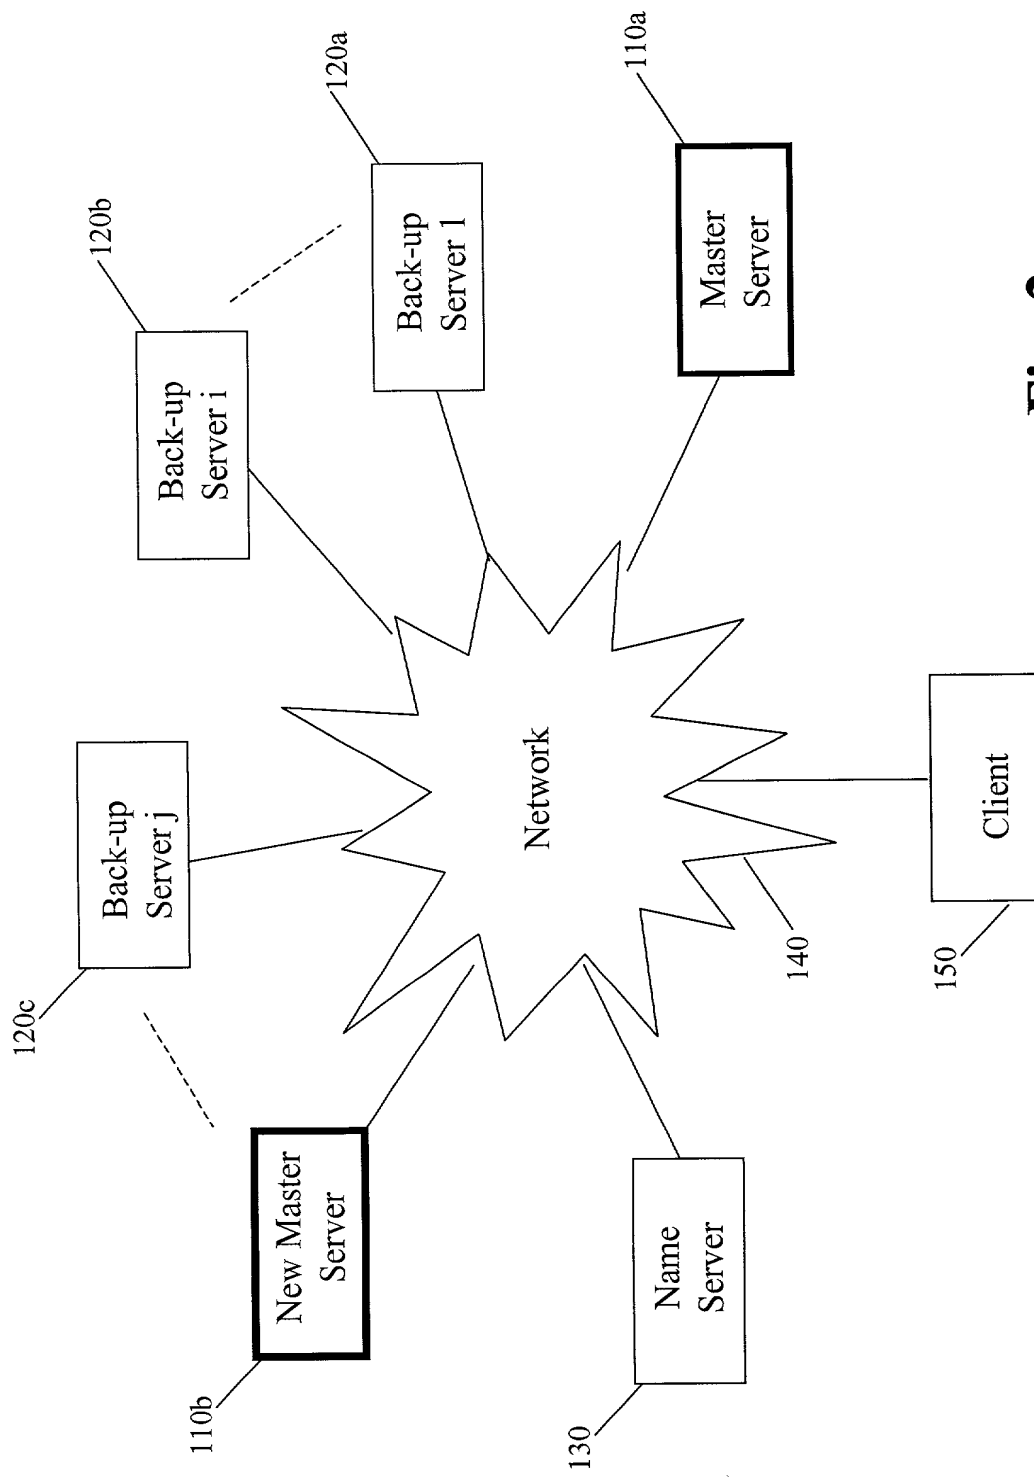 120c
120b
Back-up
Server j
Back-up
Server i
110b
New Master
Server
120a
Back-up
Server 1
Network
130
110a
Name
Server
Master
Server
140
150
Client